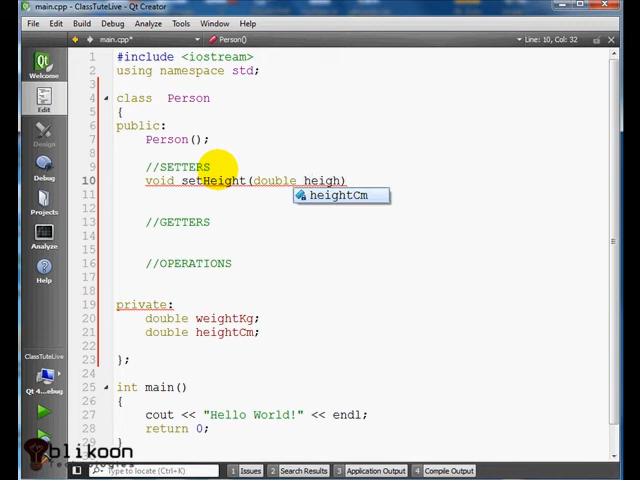 main.cpp - ClassTuteLive - Qt Creator
File Edit Build Debug Analyze Tools Window Help
main.cpp* Person() Line: 10, Col: 32
Welcome
Edit
Design
Debug
Projects
Analyze
Help
ClassTuteLive
Qt 4...ebug
1 #include <iostream>
2 using namespace std;
3
4 class Person
5 {
6 public:
7 Person();
8
9 //SETTERS
10 void setHeight(double heigh)
heightCm
11
12
13 //GETTERS
14
15
16 //OPERATIONS
17
18
19 private:
20 double weightKg;
21 double heightCm;
22
23 };
24
25 int main()
26 {
27 cout << "Hello World!" << endl;
28 return 0;
29 }
blikoon
Technologies
Type to locate (Ctrl+K) 1 Issues 2 Search Results 3 Application Output 4 Compile Output